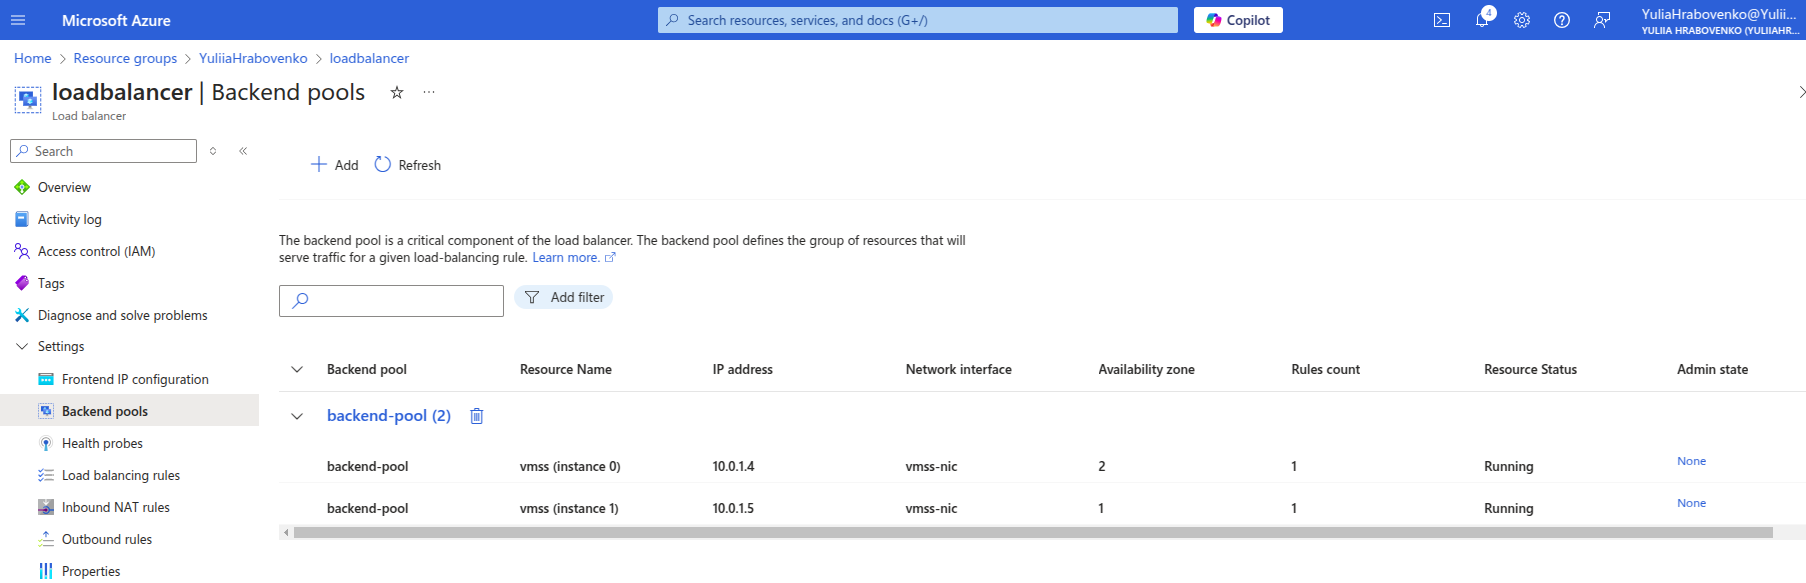 Microsoft Azure
Search resources, services, and docs (G+/)
Copilot
4
YuliaHrabovenko@Yulii...
YULIIA HRABOVENKO (YULIIAHR...
Home > Resource groups > YuliiaHrabovenko > loadbalancer
loadbalancer | Backend pools
Load balancer
Search
Add
Refresh
Overview
Activity log
Access control (IAM)
Tags
Diagnose and solve problems
Settings
Frontend IP configuration
Backend pools
Health probes
Load balancing rules
Inbound NAT rules
Outbound rules
Properties
The backend pool is a critical component of the load balancer. The backend pool defines the group of resources that will
serve traffic for a given load-balancing rule. Learn more.
Add filter
Backend pool Resource Name IP address Network interface Availability zone Rules count Resource Status Admin state
backend-pool (2)
backend-pool vmss (instance 0) 10.0.1.4 vmss-nic 2 1 Running None
backend-pool vmss (instance 1) 10.0.1.5 vmss-nic 1 1 Running None